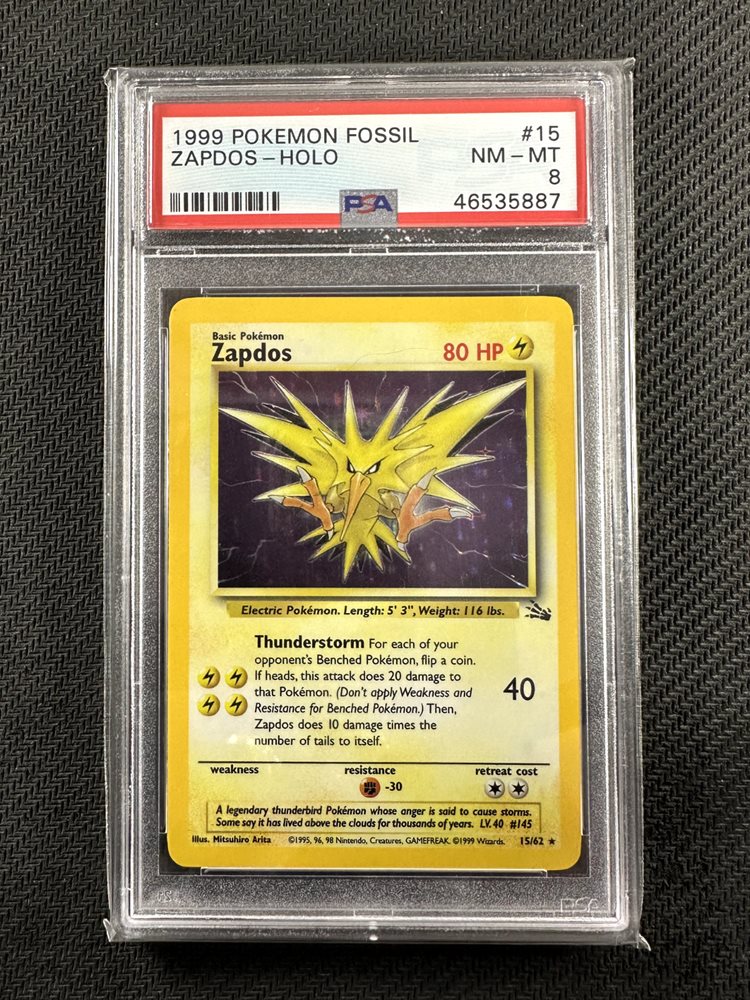 1999 POKEMON FOSSIL #15
ZAPDOS – HOLO NM – MT
8
PSA 46535887
Basic Pokémon
Zapdos 80 HP
Electric Pokémon. Length: 5' 3", Weight: 116 lbs.
Thunderstorm For each of your
opponent's Benched Pokémon, flip a coin.
If heads, this attack does 20 damage to
that Pokémon. (Don't apply Weakness and
Resistance for Benched Pokémon.) Then,
Zapdos does 10 damage times the
number of tails to itself.
40
weakness resistance retreat cost
-30
A legendary thunderbird Pokémon whose anger is said to cause storms.
Some say it has lived above the clouds for thousands of years. LV. 40 #145
Illus. Mitsuhiro Arita ©1995, 96, 98 Nintendo, Creatures, GAMEFREAK. ©1999 Wizards. 15/62 ★